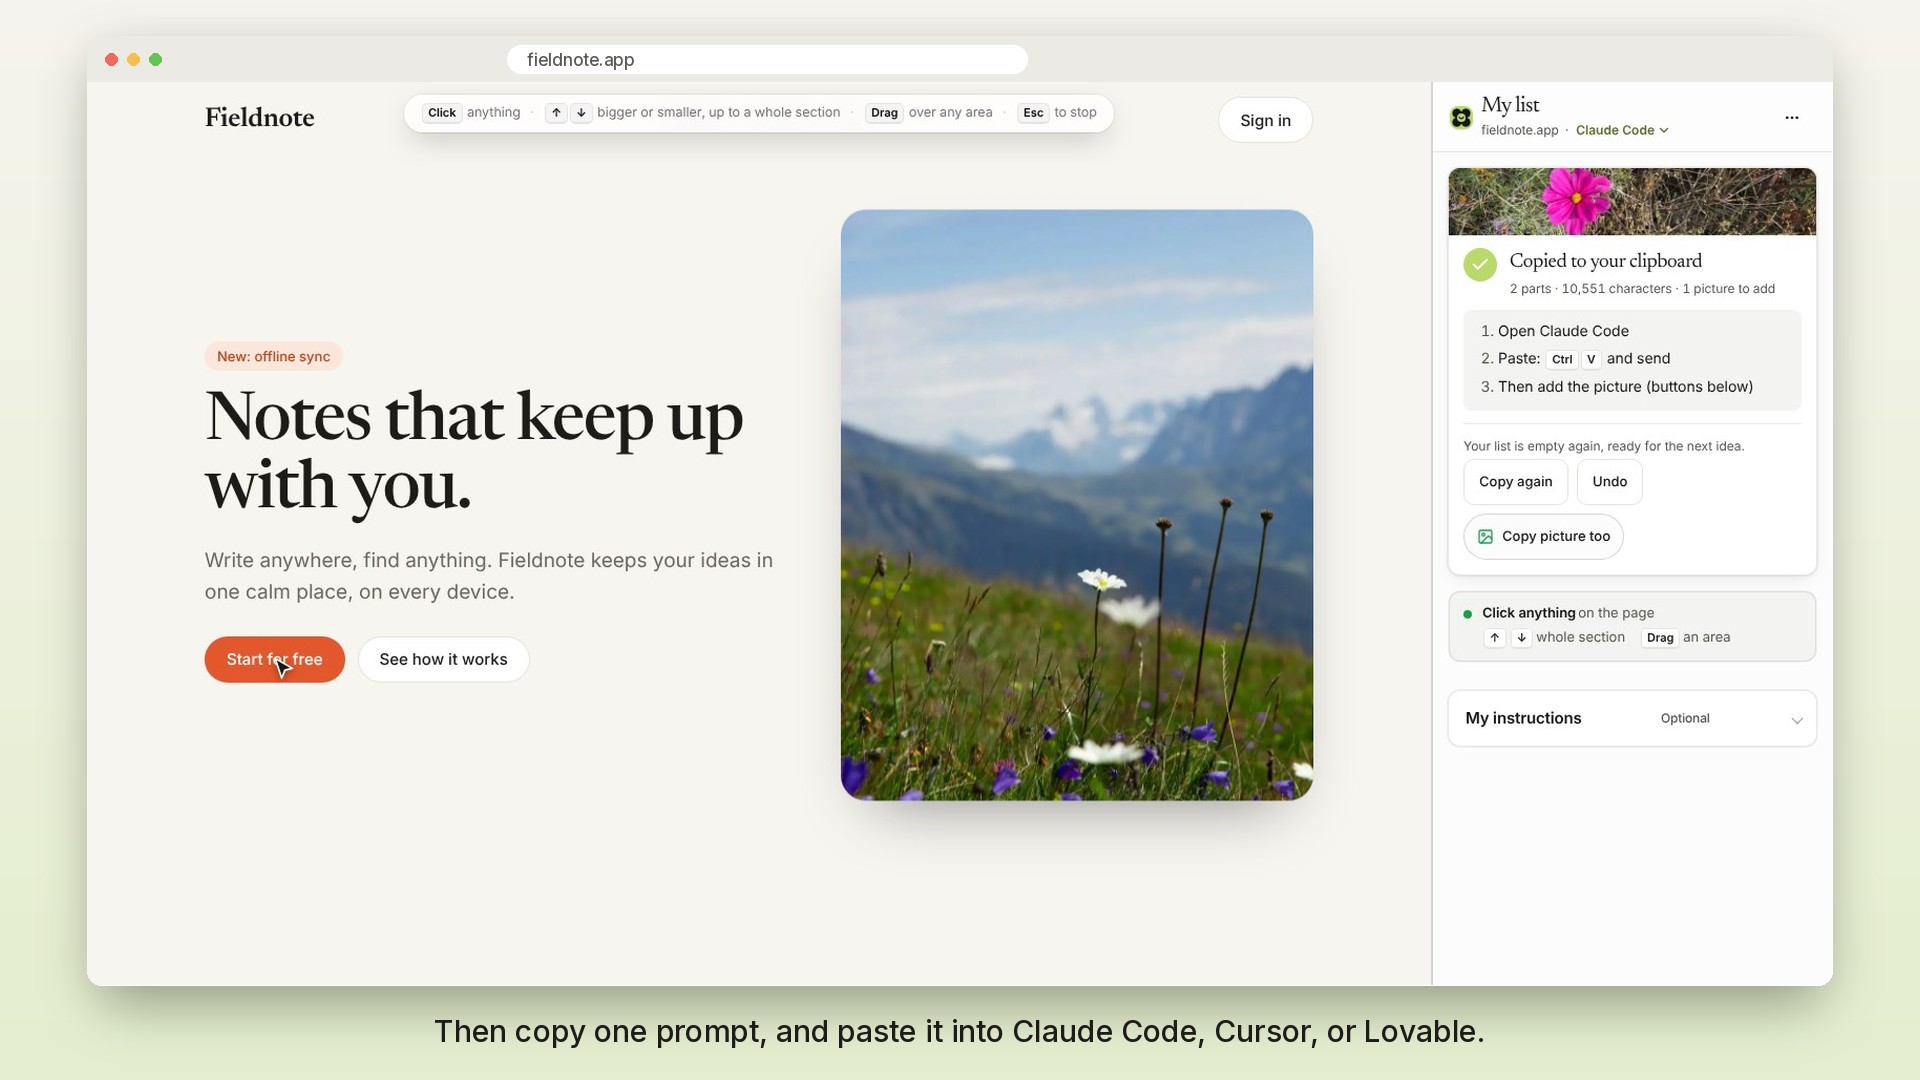 fieldnote.app
Fieldnote
Click anything · ↑ ↓ bigger or smaller, up to a whole section · Drag over any area · Esc to stop
Sign in
New: offline sync
Notes that keep up
with you.
Write anywhere, find anything. Fieldnote keeps your ideas in
one calm place, on every device.
Start for free
See how it works
My list
fieldnote.app · Claude Code
...
Copied to your clipboard
2 parts · 10,551 characters · 1 picture to add
1. Open Claude Code
2. Paste: Ctrl V and send
3. Then add the picture (buttons below)
Your list is empty again, ready for the next idea.
Copy again
Undo
Copy picture too
Click anything on the page
↑ ↓ whole section Drag an area
My instructions
Optional
Then copy one prompt, and paste it into Claude Code, Cursor, or Lovable.